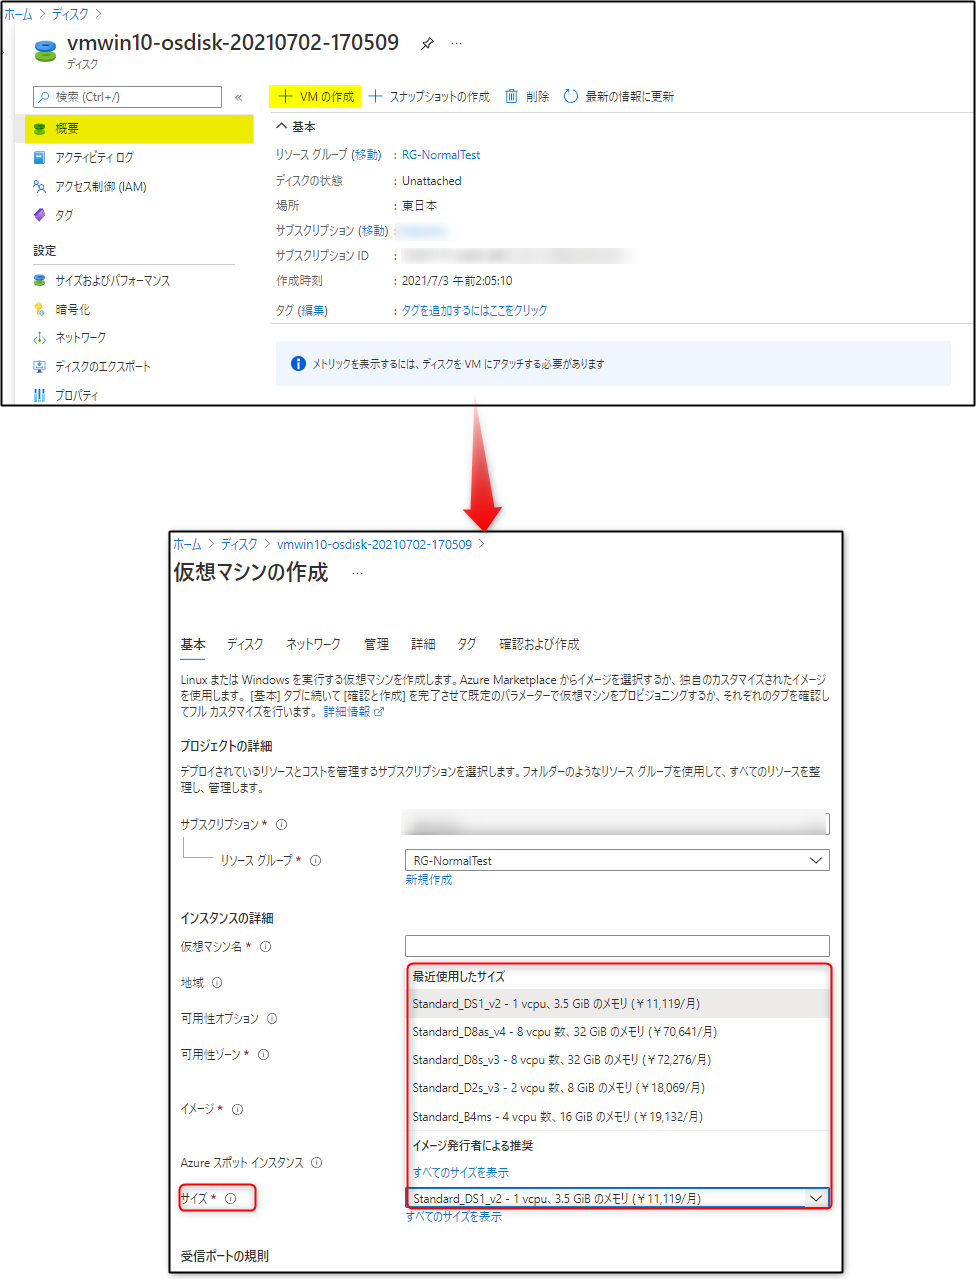 ホーム > ディスク >
vmwin10-osdisk-20210702-170509 ...
ディスク
検索 (Ctrl+/) «
概要
アクティビティ ログ
アクセス制御 (IAM)
タグ
設定
サイズおよびパフォーマンス
暗号化
ネットワーク
ディスクのエクスポート
プロパティ
+ VM の作成 + スナップショットの作成 削除 最新の情報に更新
基本
リソース グループ (移動) : RG-NormalTest
ディスクの状態 : Unattached
場所 : 東日本
サブスクリプション (移動) :
サブスクリプション ID :
作成時刻 : 2021/7/3 午前2:05:10
タグ (編集) : タグを追加するにはここをクリック
メトリックを表示するには、ディスクを VM にアタッチする必要があります
ホーム > ディスク > vmwin10-osdisk-20210702-170509 >
仮想マシンの作成 ...
基本 ディスク ネットワーク 管理 詳細 タグ 確認および作成
Linux または Windows を実行する仮想マシンを作成します。Azure Marketplace からイメージを選択するか、独自のカスタマイズされたイメージ
を使用します。 [基本] タブに続いて [確認と作成] を完了させて既定のパラメーターで仮想マシンをプロビジョニングするか、それぞれのタブを確認し
てフル カスタマイズを行います。 詳細情報
プロジェクトの詳細
デプロイされているリソースとコストを管理するサブスクリプションを選択します。フォルダーのようなリソース グループを使用して、すべてのリソースを整
理し、管理します。
サブスクリプション *
リソース グループ * RG-NormalTest
新規作成
インスタンスの詳細
仮想マシン名 *
地域
可用性オプション
可用性ゾーン *
イメージ *
Azure スポット インスタンス
最近使用したサイズ
Standard_DS1_v2 - 1 vcpu、3.5 GiB のメモリ (￥11,119/月)
Standard_D8as_v4 - 8 vcpu 数、32 GiB のメモリ (￥70,641/月)
Standard_D8s_v3 - 8 vcpu 数、32 GiB のメモリ (￥72,276/月)
Standard_D2s_v3 - 2 vcpu 数、8 GiB のメモリ (￥18,069/月)
Standard_B4ms - 4 vcpu 数、16 GiB のメモリ (￥19,132/月)
イメージ発行者による推奨
すべてのサイズを表示
サイズ * Standard_DS1_v2 - 1 vcpu、3.5 GiB のメモリ (￥11,119/月)
すべてのサイズを表示
受信ポートの規則